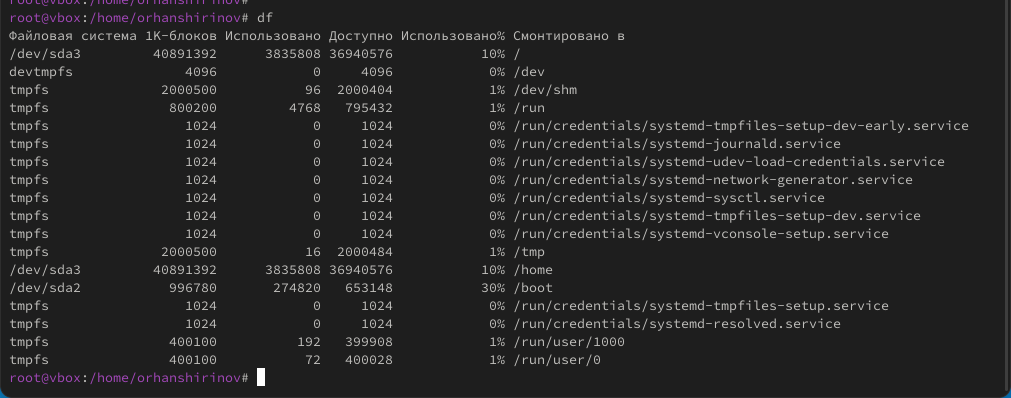 root@vbox:/home/orhanshirinov#
root@vbox:/home/orhanshirinov# df
Файловая система 1K-блоков Использовано Доступно Использовано% Смонтировано в
/dev/sda3 40891392 3835808 36940576 10% /
devtmpfs 4096 0 4096 0% /dev
tmpfs 2000500 96 2000404 1% /dev/shm
tmpfs 800200 4768 795432 1% /run
tmpfs 1024 0 1024 0% /run/credentials/systemd-tmpfiles-setup-dev-early.service
tmpfs 1024 0 1024 0% /run/credentials/systemd-journald.service
tmpfs 1024 0 1024 0% /run/credentials/systemd-udev-load-credentials.service
tmpfs 1024 0 1024 0% /run/credentials/systemd-network-generator.service
tmpfs 1024 0 1024 0% /run/credentials/systemd-sysctl.service
tmpfs 1024 0 1024 0% /run/credentials/systemd-tmpfiles-setup-dev.service
tmpfs 1024 0 1024 0% /run/credentials/systemd-vconsole-setup.service
tmpfs 2000500 16 2000484 1% /tmp
/dev/sda3 40891392 3835808 36940576 10% /home
/dev/sda2 996780 274820 653148 30% /boot
tmpfs 1024 0 1024 0% /run/credentials/systemd-tmpfiles-setup.service
tmpfs 1024 0 1024 0% /run/credentials/systemd-resolved.service
tmpfs 400100 192 399908 1% /run/user/1000
tmpfs 400100 72 400028 1% /run/user/0
root@vbox:/home/orhanshirinov#